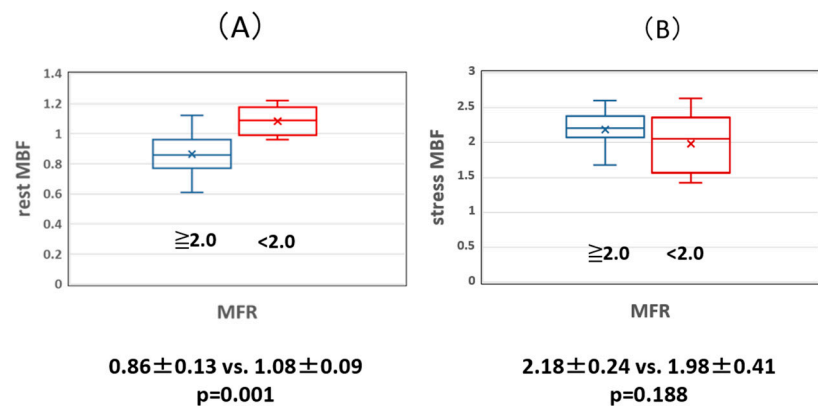 (A)
1.4
1.2
1
0.8
0.6
0.4
0.2
0
rest MBF
≧2.0 <2.0
MFR
0.86±0.13 vs. 1.08±0.09
p=0.001
(B)
3
2.5
2
1.5
1
0.5
0
stress MBF
≧2.0 <2.0
MFR
2.18±0.24 vs. 1.98±0.41
p=0.188